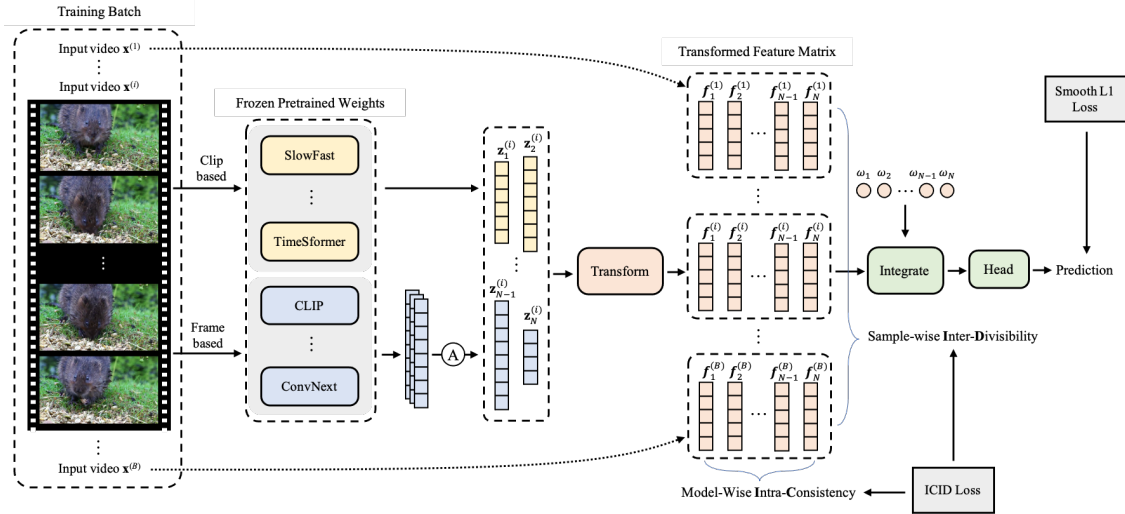 Training Batch
Input video x^(1)
Input video x^(i)
Input video x^(B)
Clip
based
Frame
based
Frozen Pretrained Weights
SlowFast
TimeSformer
CLIP
ConvNext
A
z_1^(i)
z_2^(i)
z_{N-1}^(i)
z_N^(i)
Transform
Transformed Feature Matrix
f_1^(1) f_2^(1) f_{N-1}^(1) f_N^(1)
f_1^(i) f_2^(i) f_{N-1}^(i) f_N^(i)
f_1^(B) f_2^(B) f_{N-1}^(B) f_N^(B)
Model-Wise Intra-Consistency
ω_1 ω_2 ω_{N-1} ω_N
Integrate
Head
Prediction
Smooth L1
Loss
Sample-wise Inter-Divisibility
ICID Loss